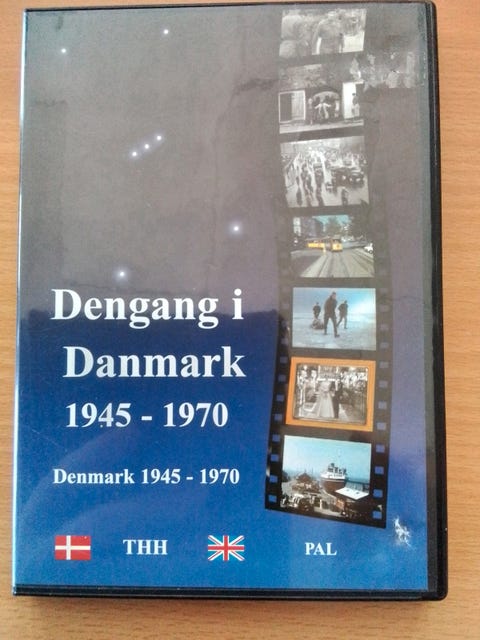 Dengang i
Danmark
1945 - 1970
Denmark 1945 - 1970
THH
PAL